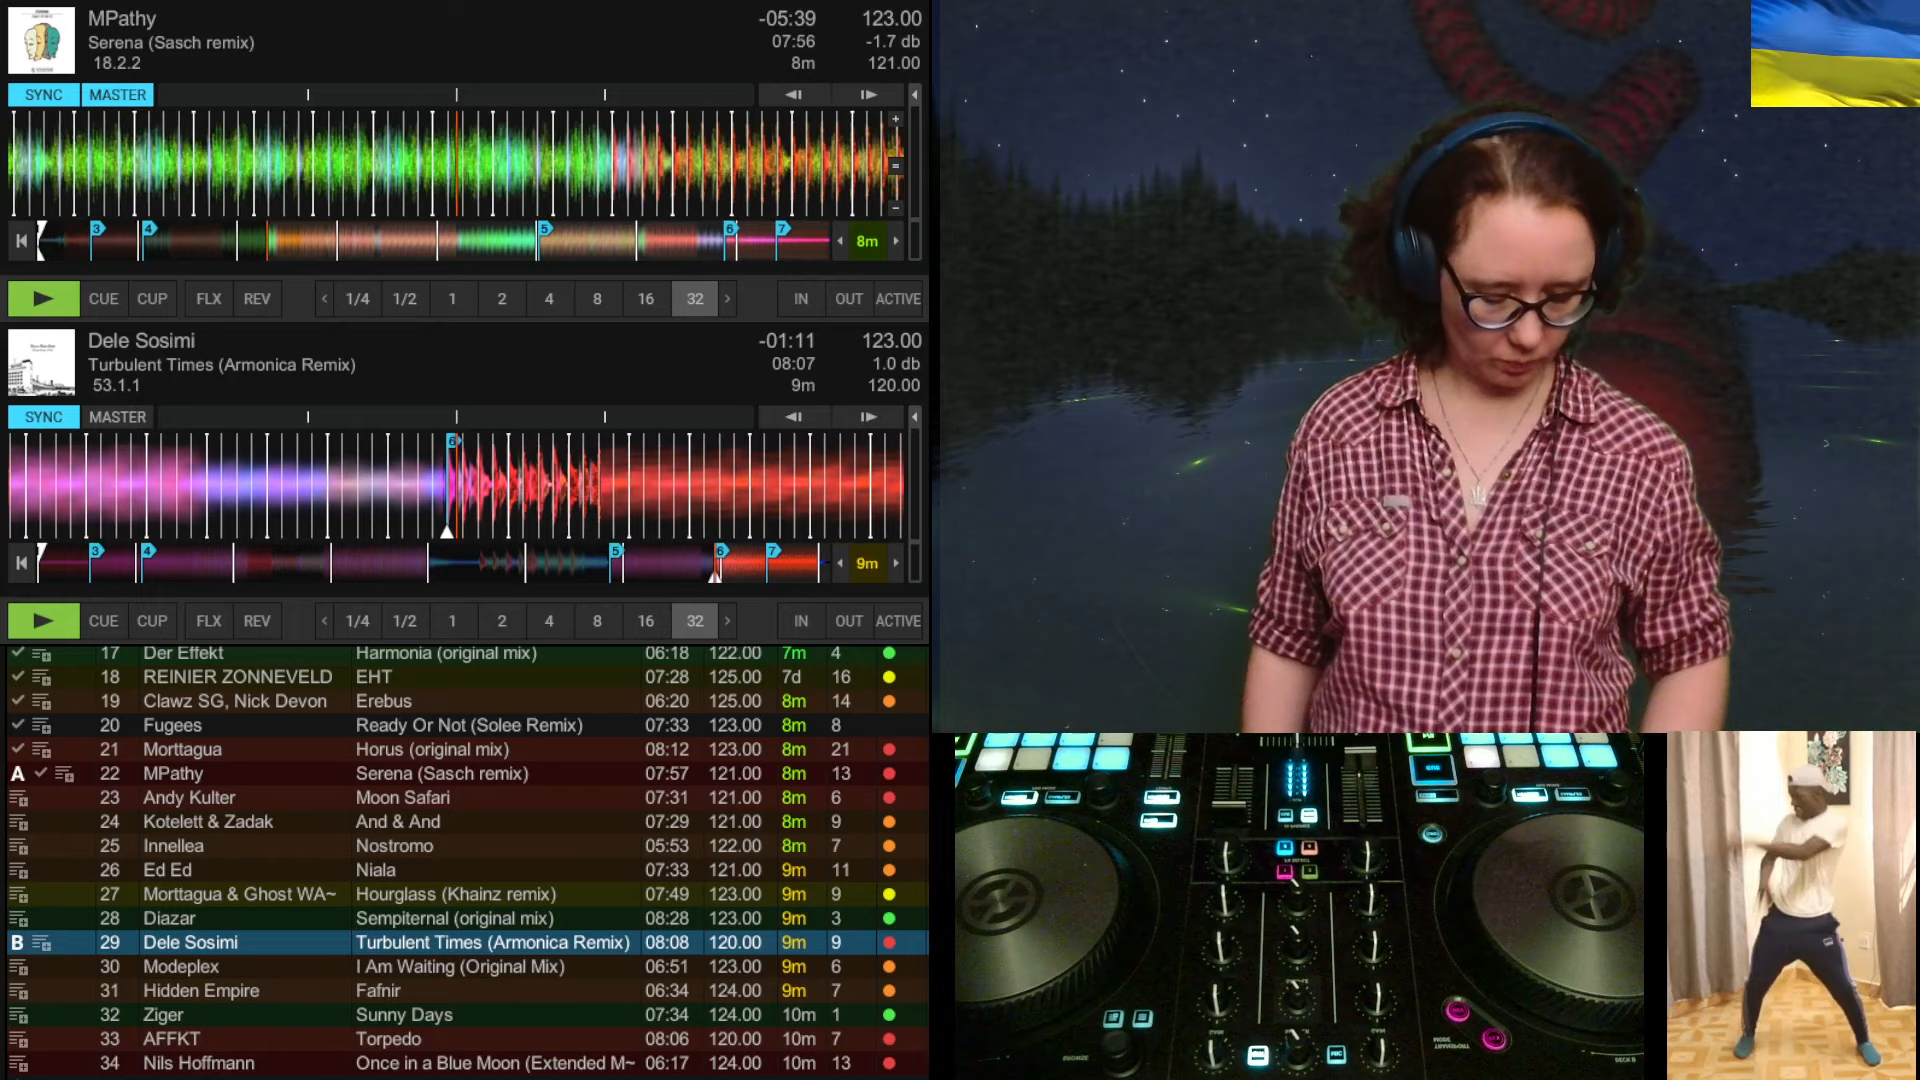 MPathy -05:39 123.00
Serena (Sasch remix) 07:56 -1.7 db
18.2.2 8m 121.00
SYNC MASTER
3 4 5 6 7 8m
CUE CUP FLX REV 1/4 1/2 1 2 4 8 16 32 IN OUT ACTIVE
Dele Sosimi -01:11 123.00
Turbulent Times (Armonica Remix) 08:07 1.0 db
53.1.1 9m 120.00
SYNC MASTER
6
3 4 5 6 7 9m
CUE CUP FLX REV 1/4 1/2 1 2 4 8 16 32 IN OUT ACTIVE
17 Der Effekt Harmonia (original mix) 06:18 122.00 7m 4
18 REINIER ZONNEVELD EHT 07:28 125.00 7d 16
19 Clawz SG, Nick Devon Erebus 06:20 125.00 8m 14
20 Fugees Ready Or Not (Solee Remix) 07:33 123.00 8m 8
21 Morttagua Horus (original mix) 08:12 123.00 8m 21
A 22 MPathy Serena (Sasch remix) 07:57 121.00 8m 13
23 Andy Kulter Moon Safari 07:31 121.00 8m 6
24 Kotelett & Zadak And & And 07:29 121.00 8m 9
25 Innellea Nostromo 05:53 122.00 8m 7
26 Ed Ed Niala 07:33 121.00 9m 11
27 Morttagua & Ghost WA~ Hourglass (Khainz remix) 07:49 123.00 9m 9
28 Diazar Sempiternal (original mix) 08:28 123.00 9m 3
B 29 Dele Sosimi Turbulent Times (Armonica Remix) 08:08 120.00 9m 9
30 Modeplex I Am Waiting (Original Mix) 06:51 123.00 9m 6
31 Hidden Empire Fafnir 06:34 124.00 9m 7
32 Ziger Sunny Days 07:34 124.00 10m 1
33 AFFKT Torpedo 08:06 120.00 10m 7
34 Nils Hoffmann Once in a Blue Moon (Extended M~ 06:17 124.00 10m 13